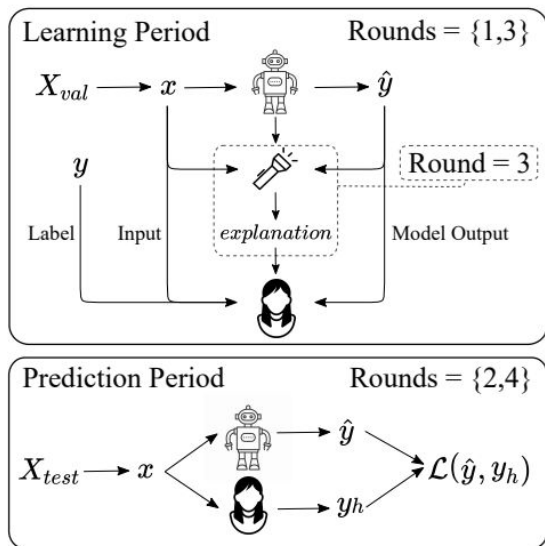 Learning Period Rounds = {1,3}
X_val x ŷ
y Round = 3
Label Input explanation Model Output
Prediction Period Rounds = {2,4}
ŷ
X_test x ℒ(ŷ, y_h)
y_h